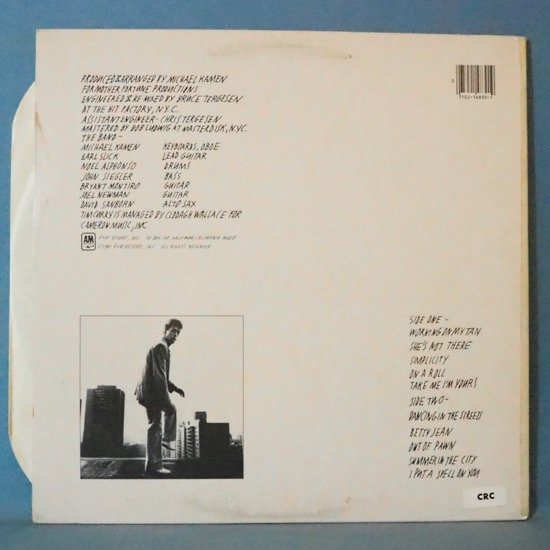 PRODUCED & ARRANGED BY MICHAEL KAMEN
FOR MOTHER FORTUNE PRODUCTIONS
ENGINEERED & RE MIXED BY BRUCE TERGESEN
AT THE HIT FACTORY, N.Y.C.
ASSISTANT ENGINEER - CHRIS TERGESEN
MASTERED BY BOB LUDWIG AT MASTERDISK, N.Y.C.
THE BAND -
MICHAEL KAMEN KEYBOARDS, OBOE
EARL SLICK LEAD GUITAR
NOEL ALPHONSO DRUMS
JOHN SIEGLER BASS
BRYANT MONTIRO GUITAR
JOEL NEWMAN GUITAR
DAVID SANBORN ALTO SAX
TIM CURRY IS MANAGED BY CLODAGH WALLACE FOR
CAMERON MUSIC, INC.
A&M
SIDE ONE -
WORKING ON MY TAN
SHE'S NOT THERE
SIMPLICITY
ON A ROLL
TAKE ME I'M YOURS
SIDE TWO -
DANCING IN THE STREETS
BETTY JEAN
OUT OF PAWN
SUMMER IN THE CITY
I PUT A SPELL ON YOU
CRC